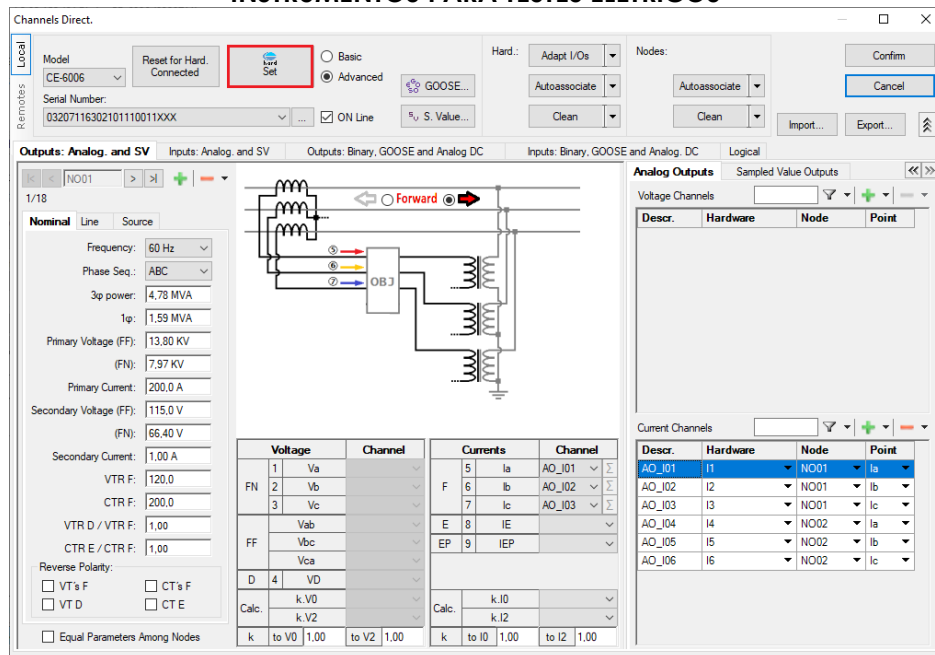 INSTRUMENTOS PARA TESTES ELÉTRICOS
Channels Direct.
Local
Remotes
Model
CE-6006
Reset for Hard. Connected
hard
Set
Basic
Advanced
Serial Number:
03207116302101110011XXX
...
ON Line
GOOSE...
S. Value...
Hard.:
Adapt I/Os
Autoassociate
Clean
Nodes:
Autoassociate
Clean
Import...
Export...
Confirm
Cancel
Outputs: Analog. and SV
Inputs: Analog. and SV
Outputs: Binary, GOOSE and Analog DC
Inputs: Binary, GOOSE and Analog. DC
Logical
NO01
1/18
Nominal
Line
Source
Frequency: 60 Hz
Phase Seq.: ABC
3φ power: 4,78 MVA
1φ: 1,59 MVA
Primary Voltage (FF): 13,80 KV
(FN): 7,97 KV
Primary Current: 200,0 A
Secondary Voltage (FF): 115,0 V
(FN): 66,40 V
Secondary Current: 1,00 A
VTR F: 120,0
CTR F: 200,0
VTR D / VTR F: 1,00
CTR E / CTR F: 1,00
Reverse Polarity:
VT's F
CT's F
VT D
CT E
Equal Parameters Among Nodes
Forward
5
6
7
OBJ
Voltage Channel
FN
1 Va
2 Vb
3 Vc
FF
Vab
Vbc
Vca
D 4 VD
Calc.
k.V0
k.V2
k to V0 1,00 to V2 1,00
Currents Channel
F
5 Ia AO_I01 Σ
6 Ib AO_I02 Σ
7 Ic AO_I03 Σ
E 8 IE
EP 9 IEP
Calc.
k.I0
k.I2
k to I0 1,00 to I2 1,00
Analog Outputs
Sampled Value Outputs
Voltage Channels
Descr. Hardware Node Point
Current Channels
Descr. Hardware Node Point
AO_I01 I1 NO01 Ia
AO_I02 I2 NO01 Ib
AO_I03 I3 NO01 Ic
AO_I04 I4 NO02 Ia
AO_I05 I5 NO02 Ib
AO_I06 I6 NO02 Ic